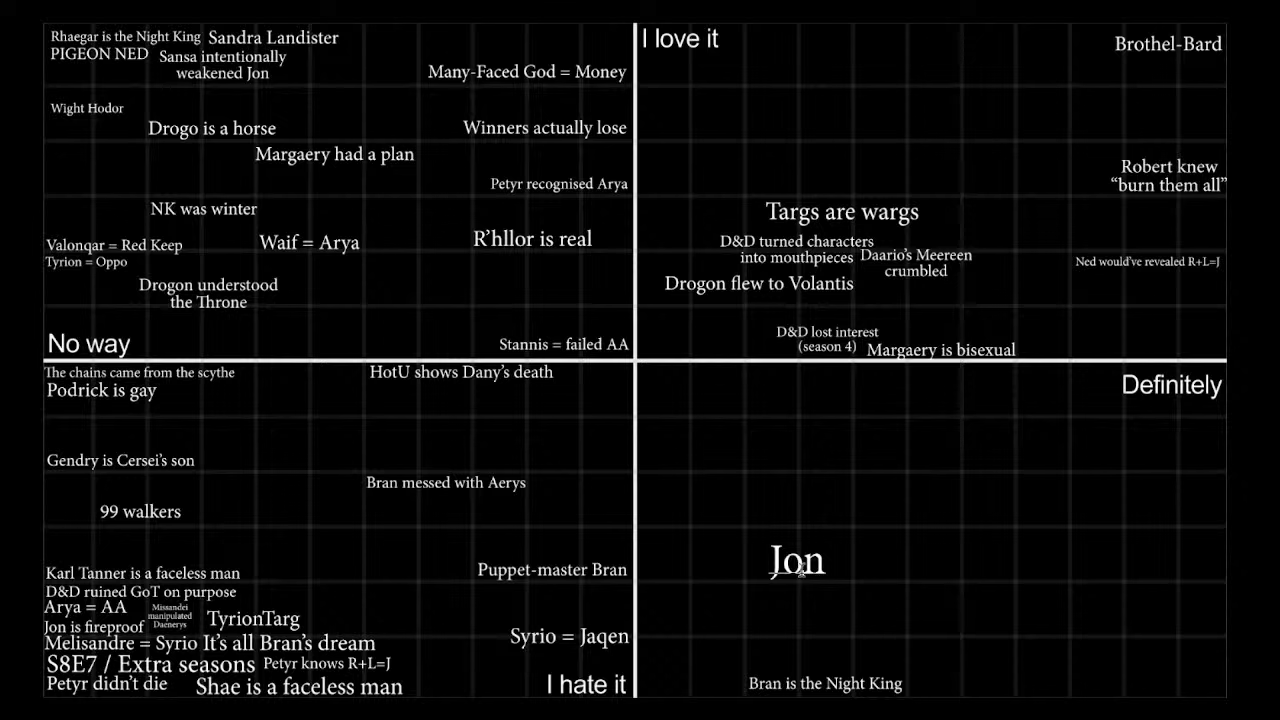 Rhaegar is the Night King
Sandra Landister
PIGEON NED
Sansa intentionally
weakened Jon
Many-Faced God = Money
Wight Hodor
Drogo is a horse
Winners actually lose
Margaery had a plan
Petyr recognised Arya
NK was winter
Valonqar = Red Keep
Waif = Arya
R'hllor is real
Tyrion = Oppo
Drogon understood
the Throne
No way
Stannis = failed AA
I love it
Brothel-Bard
Robert knew
“burn them all”
Targs are wargs
D&D turned characters
into mouthpieces
Daario's Meereen
crumbled
Ned would've revealed R+L=J
Drogon flew to Volantis
D&D lost interest
(season 4)
Margaery is bisexual
The chains came from the scythe
HotU shows Dany's death
Podrick is gay
Gendry is Cersei's son
Bran messed with Aerys
99 walkers
Karl Tanner is a faceless man
Puppet-master Bran
D&D ruined GoT on purpose
Arya = AA
Missandei
manipulated
Daenerys
TyrionTarg
Jon is fireproof
Melisandre = Syrio
It's all Bran's dream
Syrio = Jaqen
S8E7 / Extra seasons
Petyr knows R+L=J
Petyr didn't die
Shae is a faceless man
I hate it
Definitely
Jon
Bran is the Night King